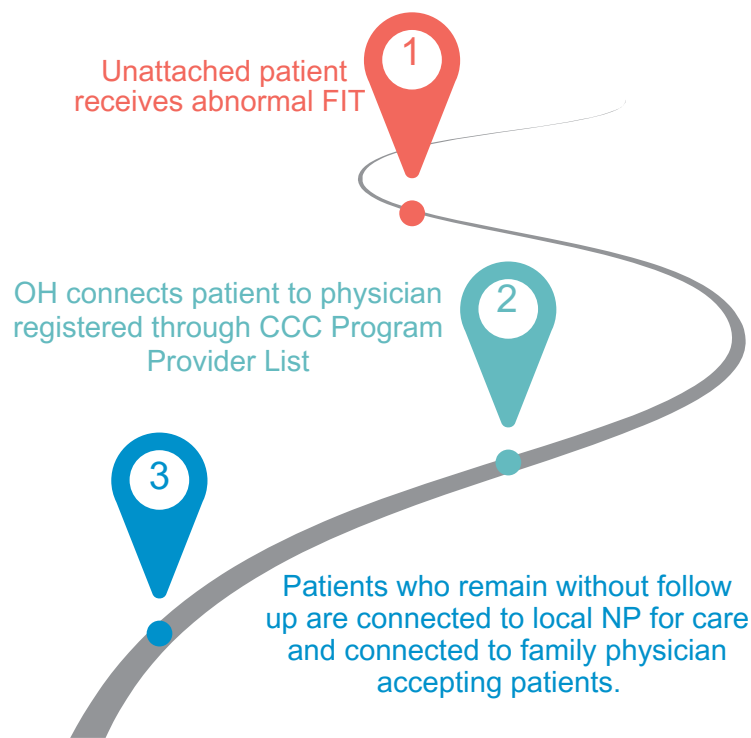 1
Unattached patient
receives abnormal FIT
2
OH connects patient to physician
registered through CCC Program
Provider List
3
Patients who remain without follow
up are connected to local NP for care
and connected to family physician
accepting patients.